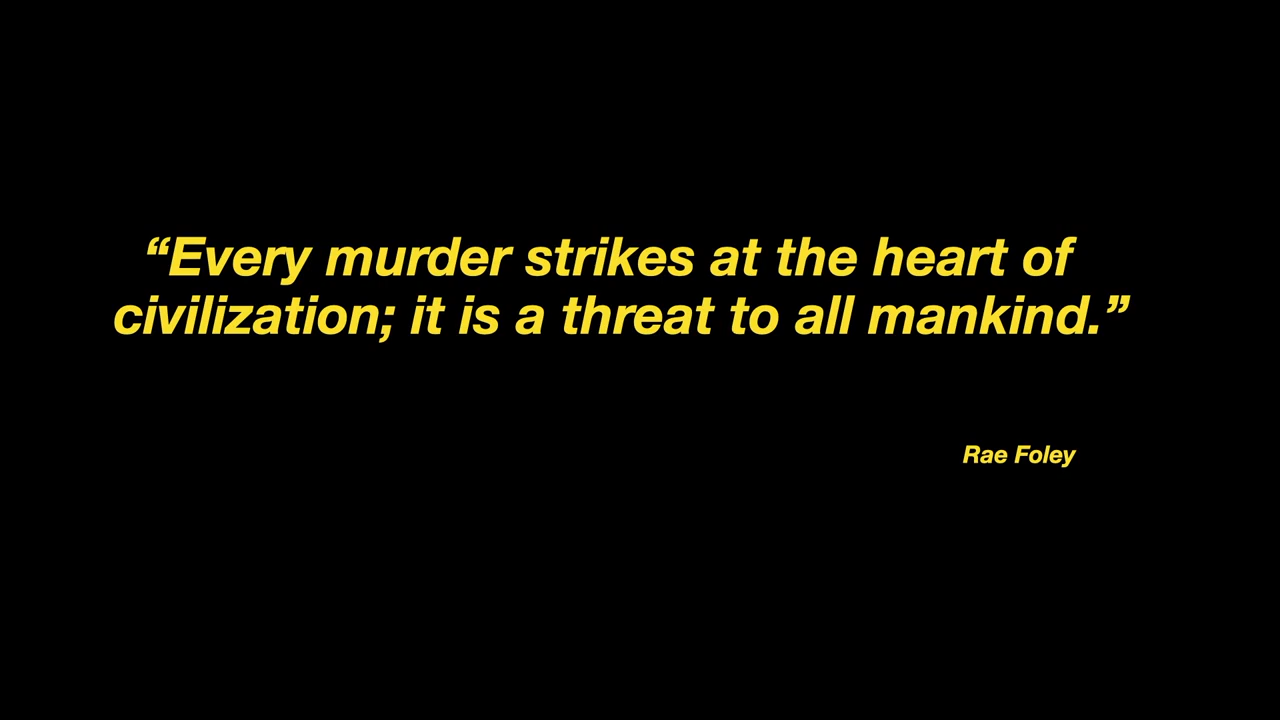 “Every murder strikes at the heart of
civilization; it is a threat to all mankind.”
Rae Foley